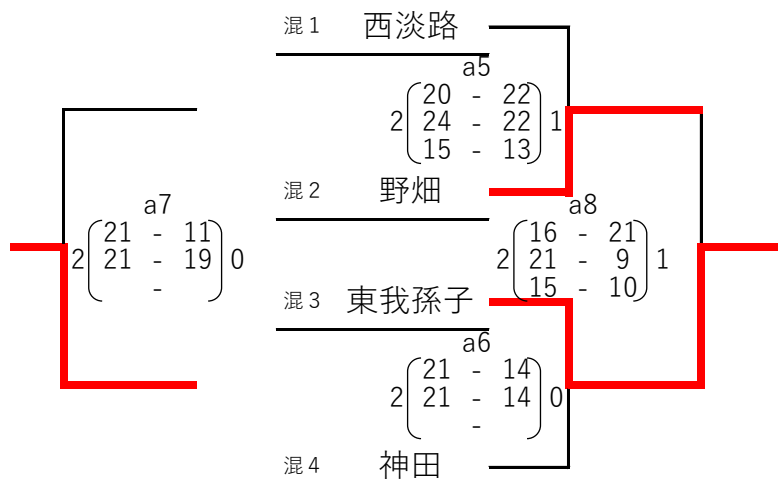 混1 西淡路
a5
2 20 - 22 1
24 - 22
15 - 13
混2 野畑
a7
2 21 - 11 0
21 - 19
-
a8
2 16 - 21 1
21 - 9
15 - 10
混3 東我孫子
a6
2 21 - 14 0
21 - 14
-
混4 神田